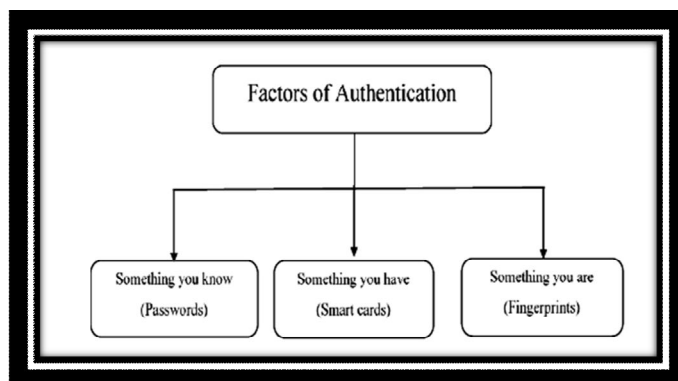 Factors of Authentication
Something you know
(Passwords)
Something you have
(Smart cards)
Something you are
(Fingerprints)